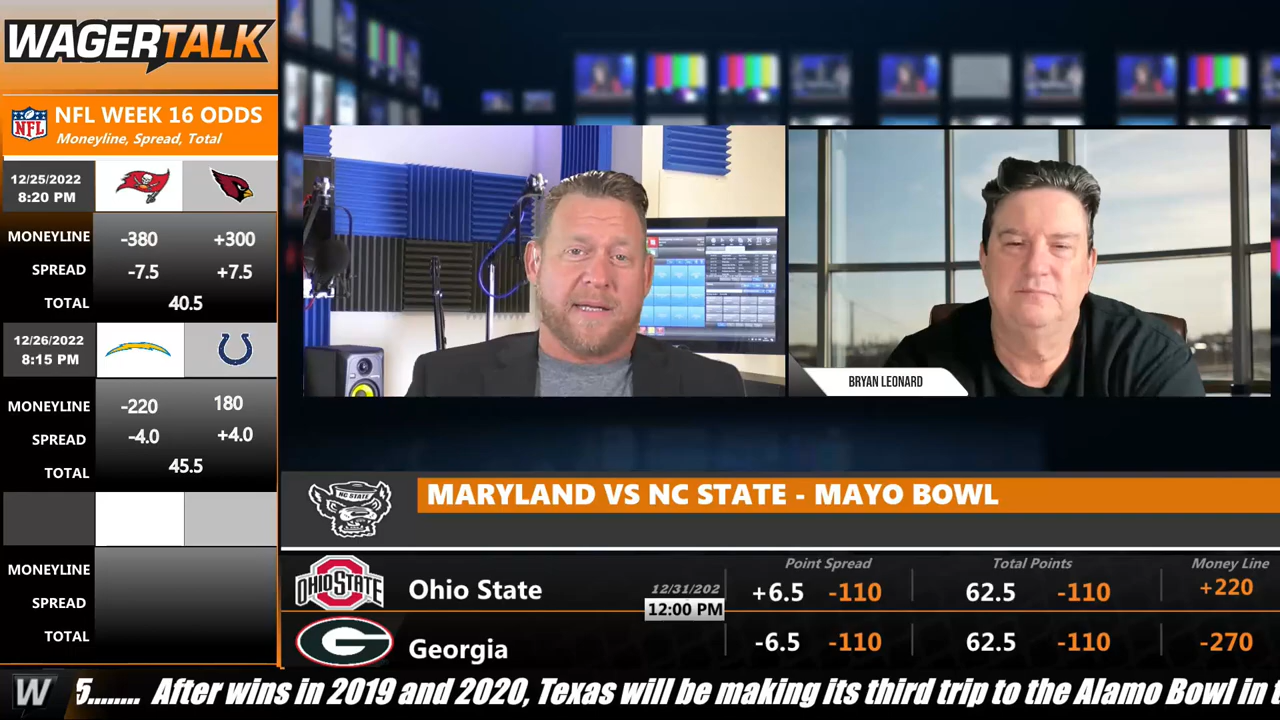 WAGERTALK
NFL
NFL WEEK 16 ODDS
Moneyline, Spread, Total
12/25/2022
8:20 PM
MONEYLINE -380 +300
SPREAD -7.5 +7.5
TOTAL 40.5
12/26/2022
8:15 PM
MONEYLINE -220 180
SPREAD -4.0 +4.0
TOTAL 45.5
MONEYLINE
SPREAD
TOTAL
BRYAN LEONARD
NC STATE
MARYLAND VS NC STATE - MAYO BOWL
Point Spread Total Points Money Line
OHIO STATE
Ohio State 12/31/202 +6.5 -110 62.5 -110 +220
12:00 PM
G
Georgia -6.5 -110 62.5 -110 -270
W
5....... After wins in 2019 and 2020, Texas will be making its third trip to the Alamo Bowl in t